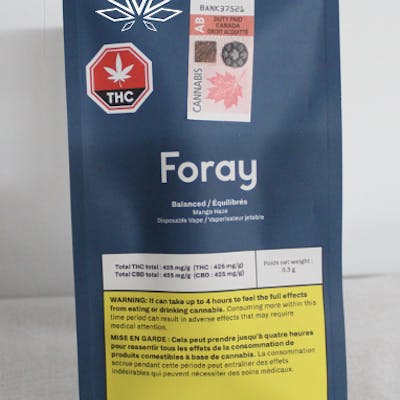 BANK37521
AB
DUTY PAID
CANADA
DROIT ACQUITTÉ
CANNABIS
THC
Foray
Balanced / Équilibrés
Mango Haze
Disposable Vape / Vaporisateur jetable
Total THC total : 455 mg/g (THC : 425 mg/g)
Total CBD total : 455 mg/g (CBD : 425 mg/g)
Poids net weight :
0.3 g
WARNING: It can take up to 4 hours to feel the full effects
from eating or drinking cannabis. Consuming more within this
time period can result in adverse effects that may require
medical attention.
MISE EN GARDE : Cela peut prendre jusqu'à quatre heures
pour ressentir tous les effets de la consommation de
produits comestibles à base de cannabis. La consommation
accrue pendant cette période peut entraîner des effets
indésirables qui peuvent nécessiter des soins médicaux.